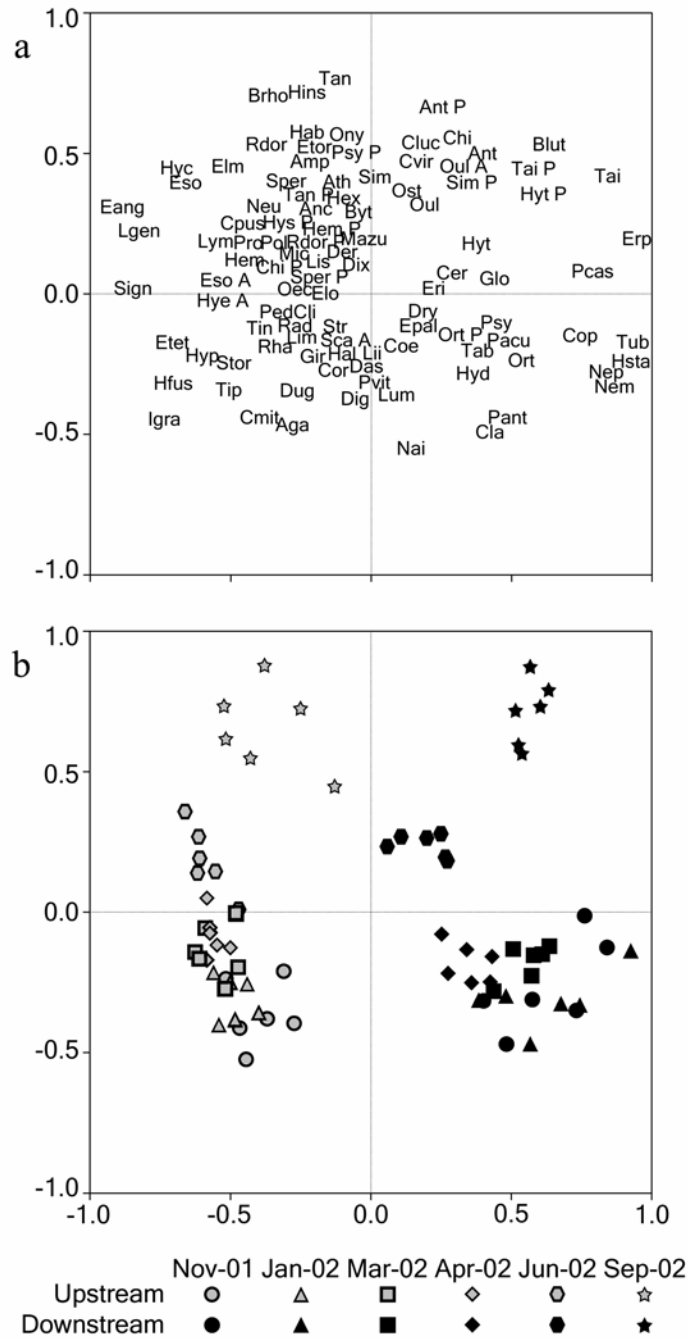 a
1.0
Tan
Brho Hins
Ant P
Hab Ony Cluc Chi
Rdor Etor Psy P Blut
0.5
Amp Cvir Ant
Hyc Elm Oul A Tai P
Eso Sper Ath Sim Sim P Tai
Tan P Hex Ost Hyt P
Eang Neu Anc Byt Oul
Lgen Cpus Hys P Hem P
Lym Pro Pol Rdor P Mazu Hyt Erp
Hem Mic Der
Chi P Lis Dix Cer Pcas
Eso A Sper P Glo
0.0
Sign Oec Elo Eri
Hye A
Ped Cli Dry
Tin Rad Str Epal Psy
Etet Lim Sca A Ort P Pacu Cop Tub
Rha Coe Tab
Hyp Stor Gir Hal Lii Ort Hsta
Cor Das Hyd Nep
Hfus Tip Dug Pvit Lum Nem
Dig
Igra Cmit Aga Pant
-0.5
Cla
Nai
-1.0
b
1.0
0.5
0.0
-0.5
-1.0
-1.0 -0.5 0.0 0.5 1.0
Nov-01 Jan-02 Mar-02 Apr-02 Jun-02 Sep-02
Upstream
Downstream